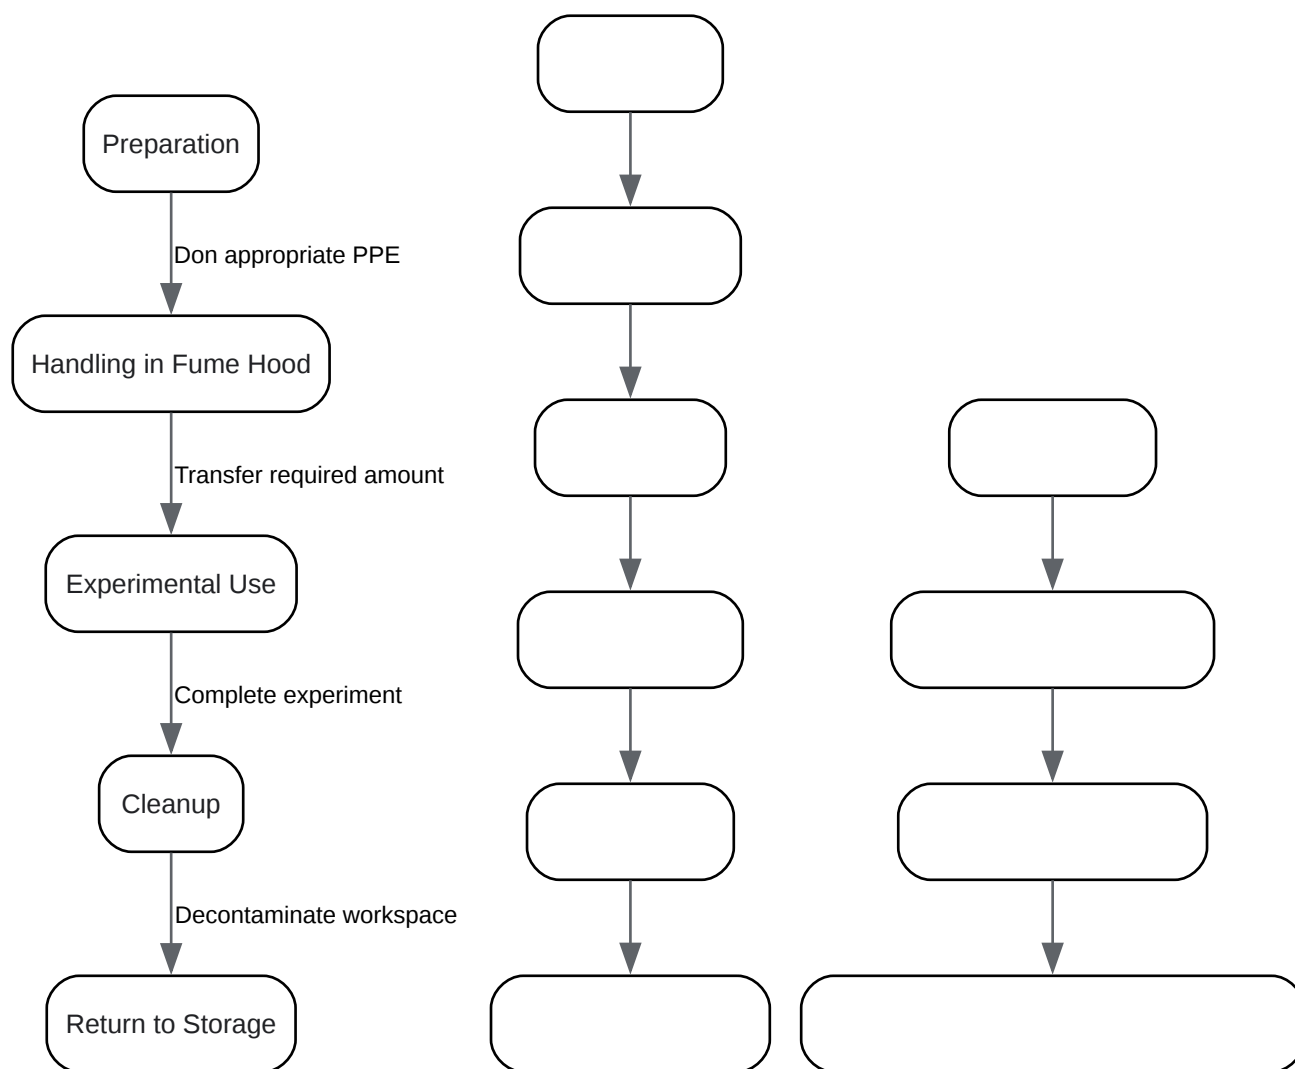 Preparation
Don appropriate PPE
Handling in Fume Hood
Transfer required amount
Experimental Use
Complete experiment
Cleanup
Decontaminate workspace
Return to Storage